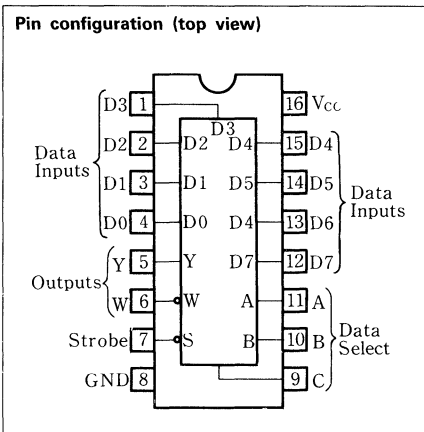 Pin configuration (top view)
D3 1 16 VCC
D3
D2 2 D2 D4 15 D4
Data
Inputs
D1 3 D1 D5 14 D5
Data
Inputs
D0 4 D0 D4 13 D6
Y 5 Y D7 12 D7
Outputs
W 6 W A 11 A
Strobe 7 S B 10 B
Data
Select
GND 8 9 C